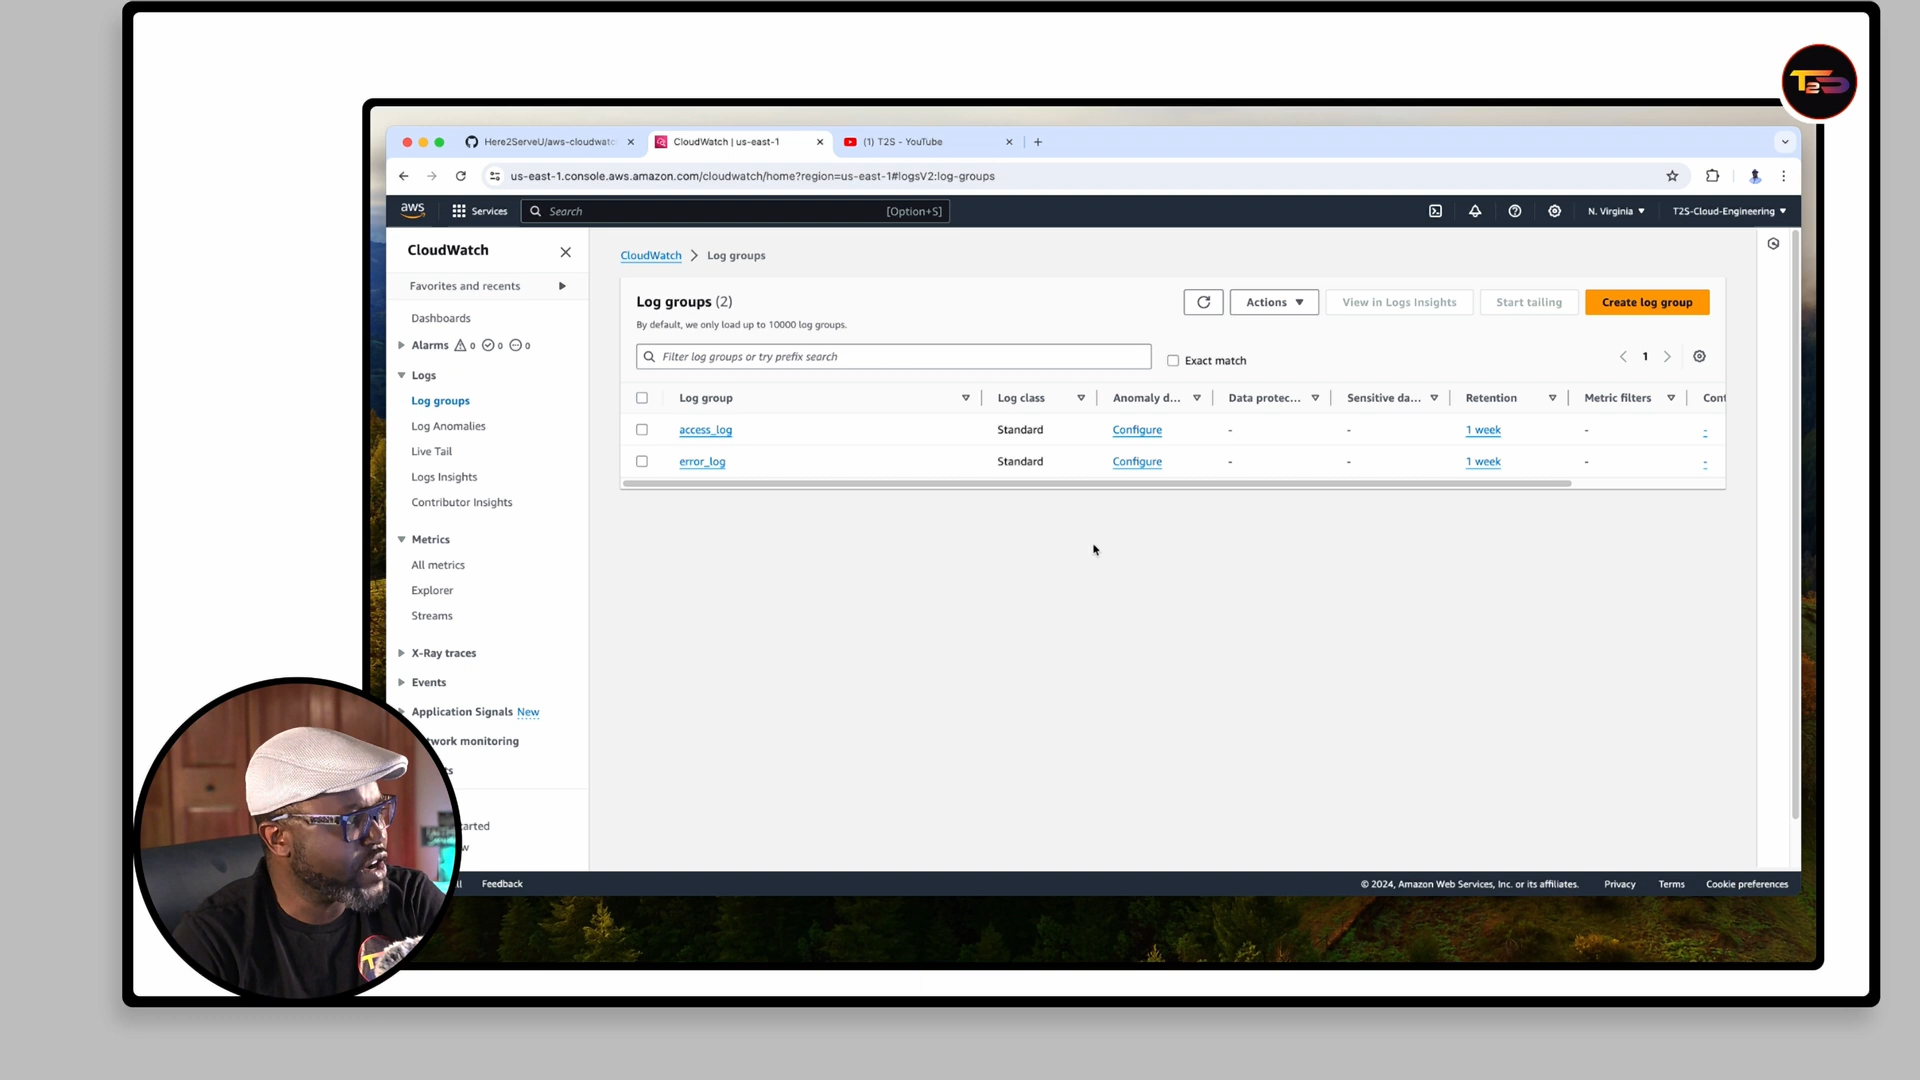 T2S
Here2ServeU/aws-cloudwatc
CloudWatch | us-east-1
(1) T2S - YouTube
us-east-1.console.aws.amazon.com/cloudwatch/home?region=us-east-1#logsV2:log-groups
aws
Services
Search
[Option+S]
N. Virginia
T2S-Cloud-Engineering
CloudWatch
Favorites and recents
Dashboards
Alarms 0 0 0
Logs
Log groups
Log Anomalies
Live Tail
Logs Insights
Contributor Insights
Metrics
All metrics
Explorer
Streams
X-Ray traces
Events
Application Signals New
twork monitoring
ts
arted
w
CloudWatch > Log groups
Log groups (2)
By default, we only load up to 10000 log groups.
Actions
View in Logs Insights
Start tailing
Create log group
Filter log groups or try prefix search
Exact match
1
Log group Log class Anomaly d... Data protec... Sensitive da... Retention Metric filters Cont
access_log Standard Configure - - 1 week - -
error_log Standard Configure - - 1 week - -
ll
Feedback
© 2024, Amazon Web Services, Inc. or its affiliates.
Privacy
Terms
Cookie preferences